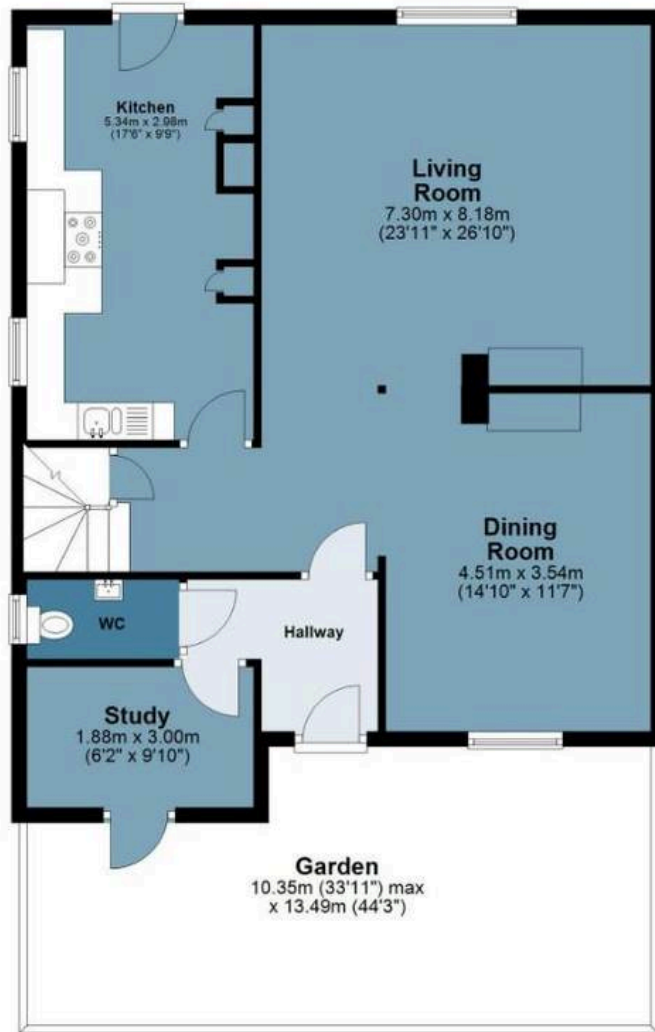 Kitchen
5.34m x 2.98m
(17'6" x 9'9")
Living
Room
7.30m x 8.18m
(23'11" x 26'10")
Dining
Room
4.51m x 3.54m
(14'10" x 11'7")
WC
Hallway
Study
1.88m x 3.00m
(6'2" x 9'10")
Garden
10.35m (33'11") max
x 13.49m (44'3")